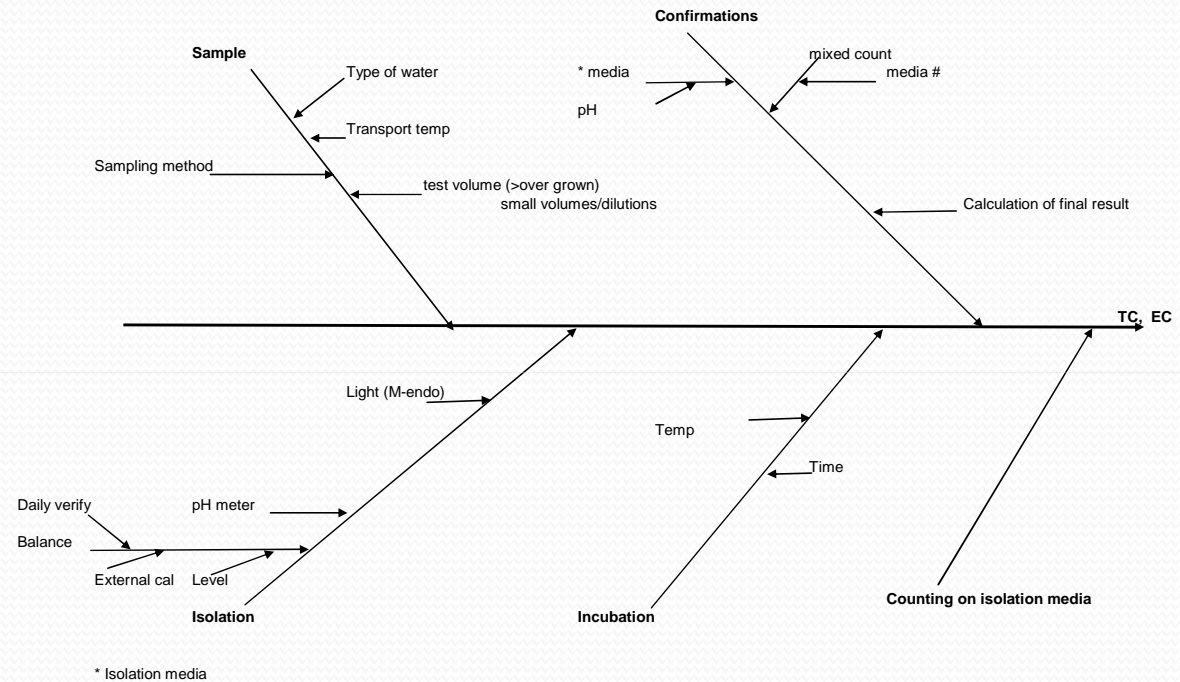 Confirmations
Sample
mixed count
Type of water
* media
media #
pH
Transport temp
Sampling method
test volume (>over grown)
small volumes/dilutions
Calculation of final result
TC, EC
Light (M-endo)
Temp
Time
Daily verify
pH meter
Balance
External cal
Level
Counting on isolation media
Isolation
Incubation
* Isolation media